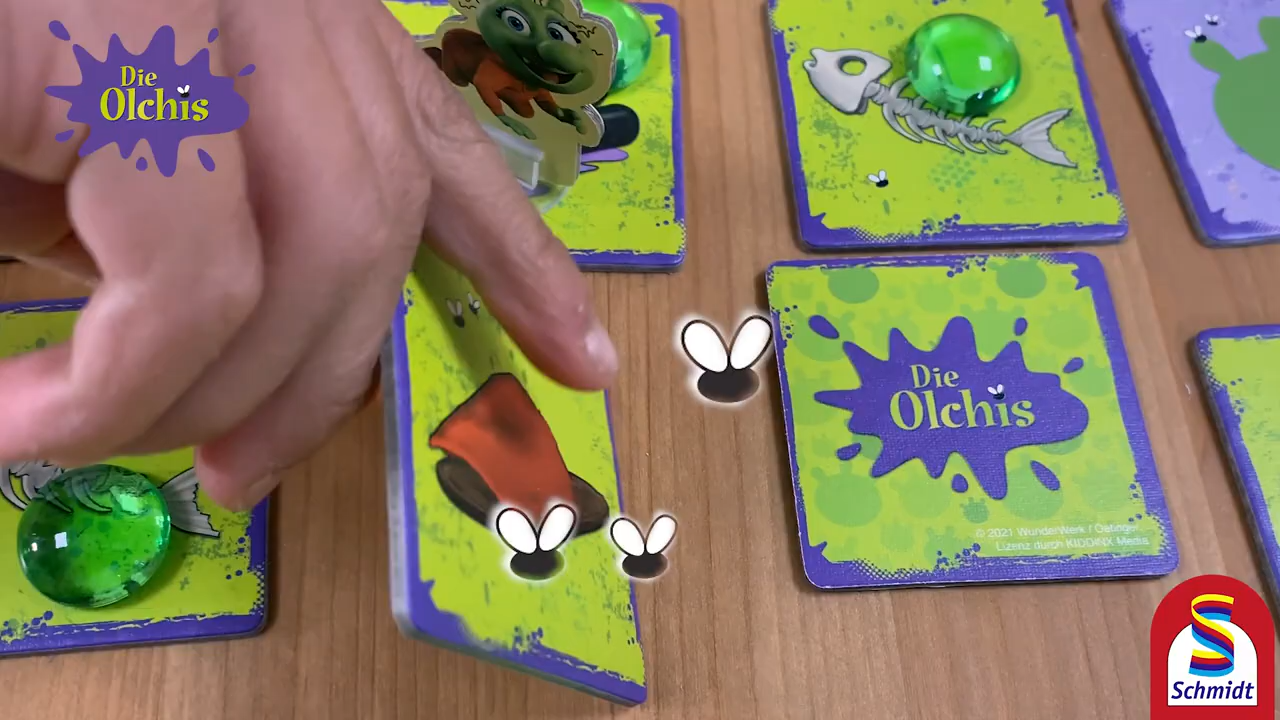 Die
Olchis
Die
Olchis
© 2021 WunderWerk / Oetinger
Lizenz durch KIDDINX Media
Schmidt